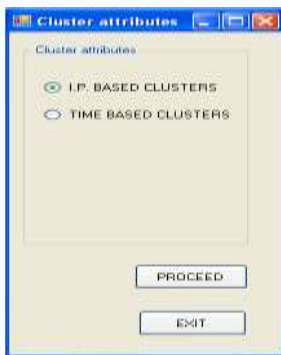 Cluster attributes
Cluster attributes
I.P. BASED CLUSTERS
TIME BASED CLUSTERS
PROCEED
EXIT